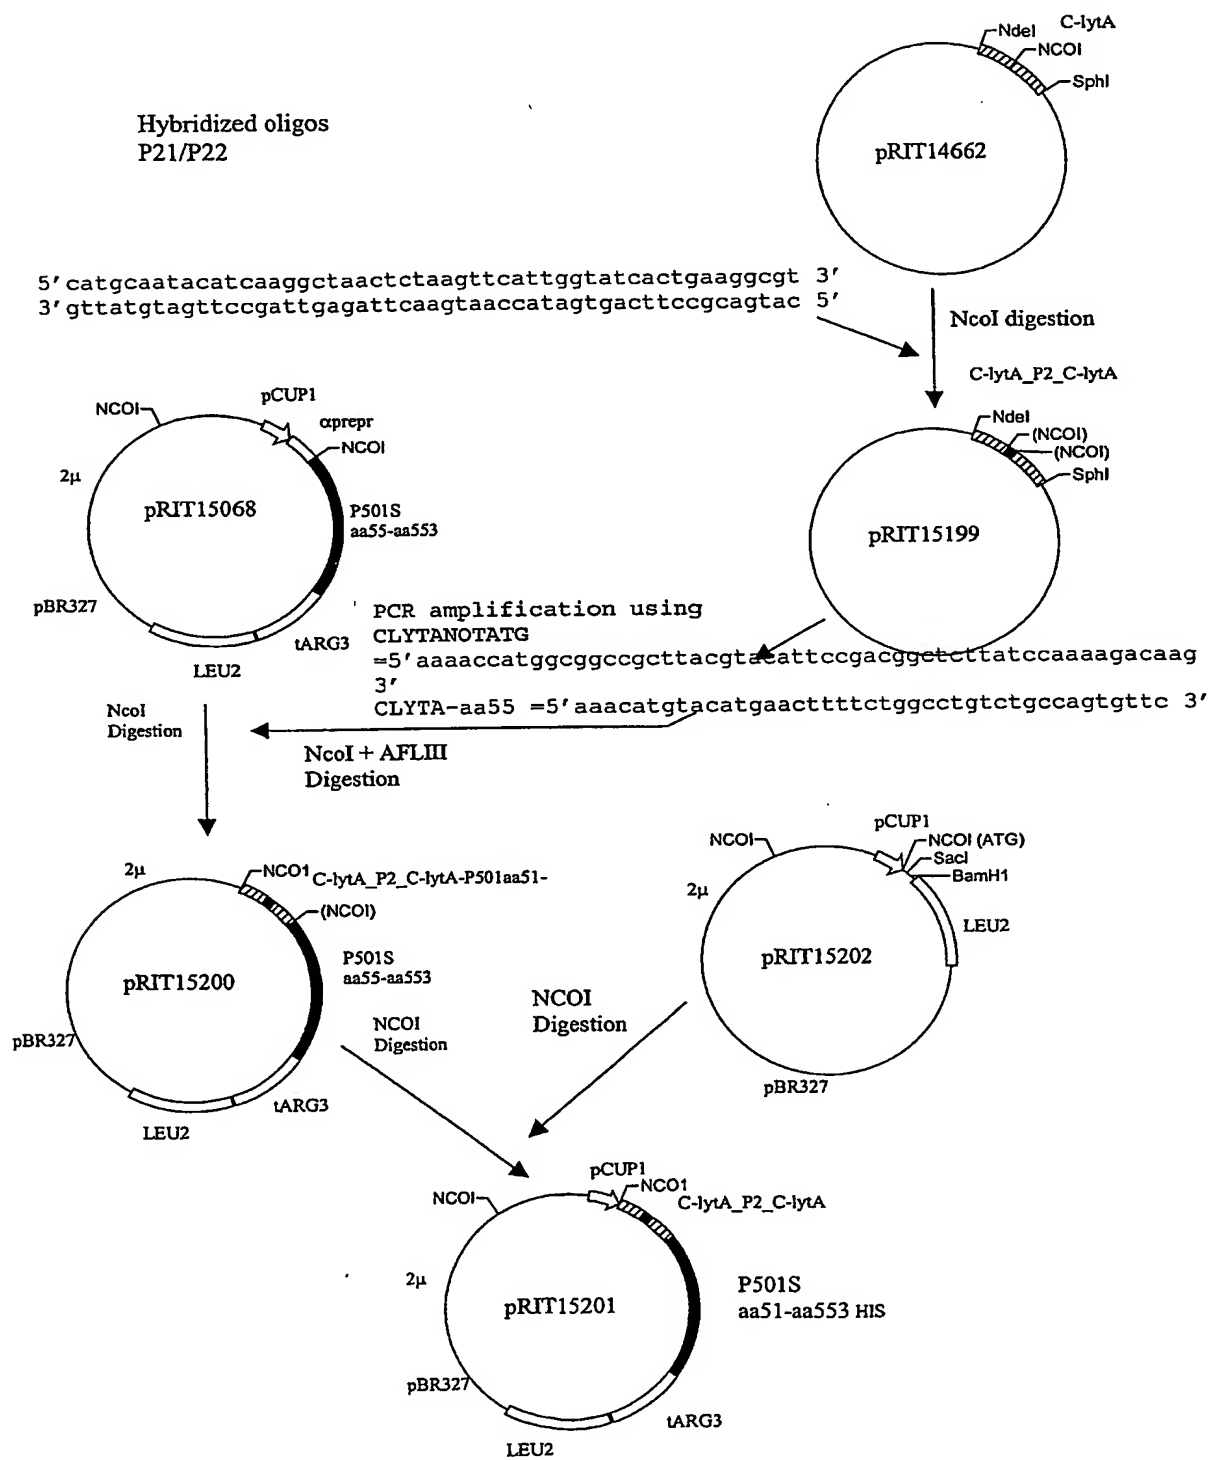 NdeI
C-lytA
NCOI
SphI
pRIT14662
Hybridized oligos
P21/P22
5'catgcaatacatcaaggctaactctaagttcattggtatcactgaaggcgt 3'
3'gttatgtagttccgattgagattcaagtaaccatagtgacttccgcagtac 5'
NcoI digestion
C-lytA_P2_C-lytA
NdeI
(NCOI)
(NCOI)
SphI
pRIT15199
pCUP1
NCOI
αprepr
NCOI
2μ
pRIT15068
P501S
aa55-aa553
pBR327
tARG3
LEU2
PCR amplification using
CLYTANOTATG
=5'aaaaccatggcggccgcttacgtacattccgacggctcttatccaaaagacaag
3'
CLYTA-aa55 =5'aaacatgtacatgaacttttctggcctgtctgccagtgttc 3'
NcoI
Digestion
NcoI + AFLIII
Digestion
2μ
NCO1
C-lytA_P2_C-lytA-P501aa51-
(NCOI)
P501S
aa55-aa553
pRIT15200
pBR327
tARG3
LEU2
NCOI
Digestion
pCUP1
NCOI
NCOI (ATG)
SacI
BamH1
2μ
LEU2
pRIT15202
pBR327
NCOI
Digestion
pCUP1
NCOI
NCO1
C-lytA_P2_C-lytA
2μ
pRIT15201
P501S
aa51-aa553 HIS
pBR327
tARG3
LEU2